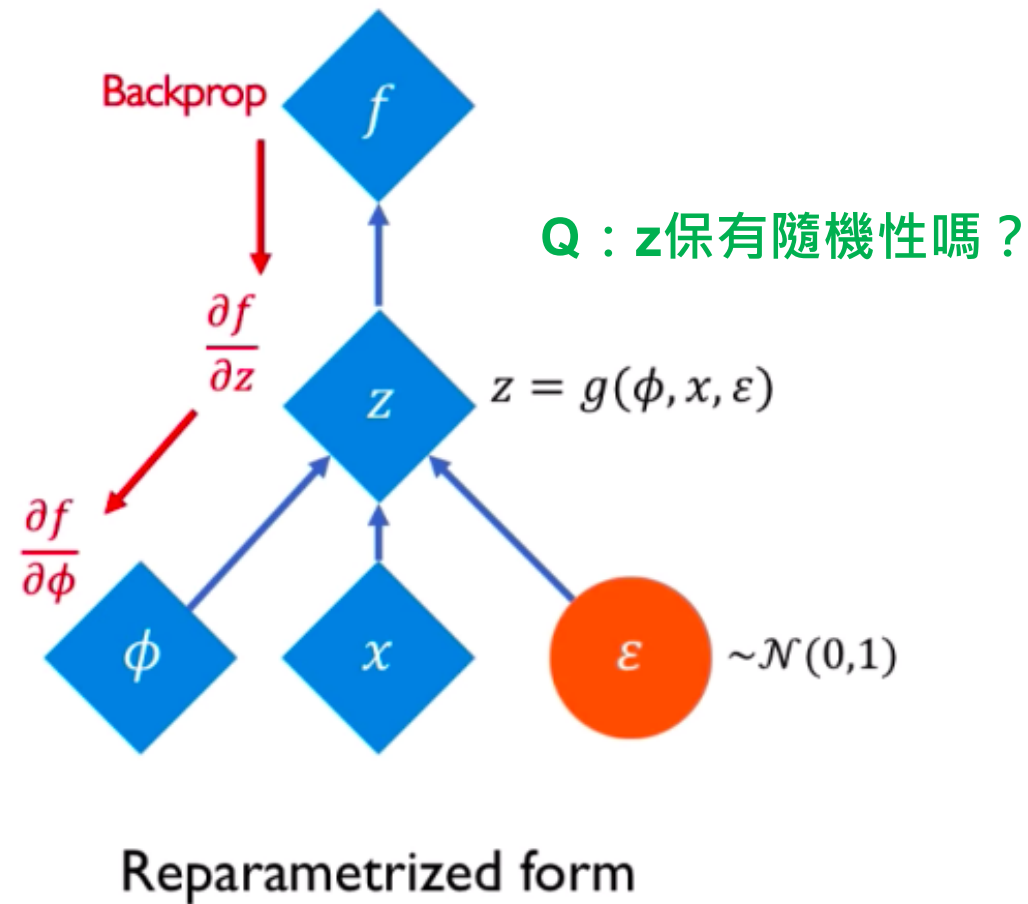 Backprop
f
Q：z保有隨機性嗎？
∂f
∂z
z
z = g(ϕ, x, ε)
∂f
∂ϕ
ϕ
x
ε
~𝒩(0,1)
Reparametrized form